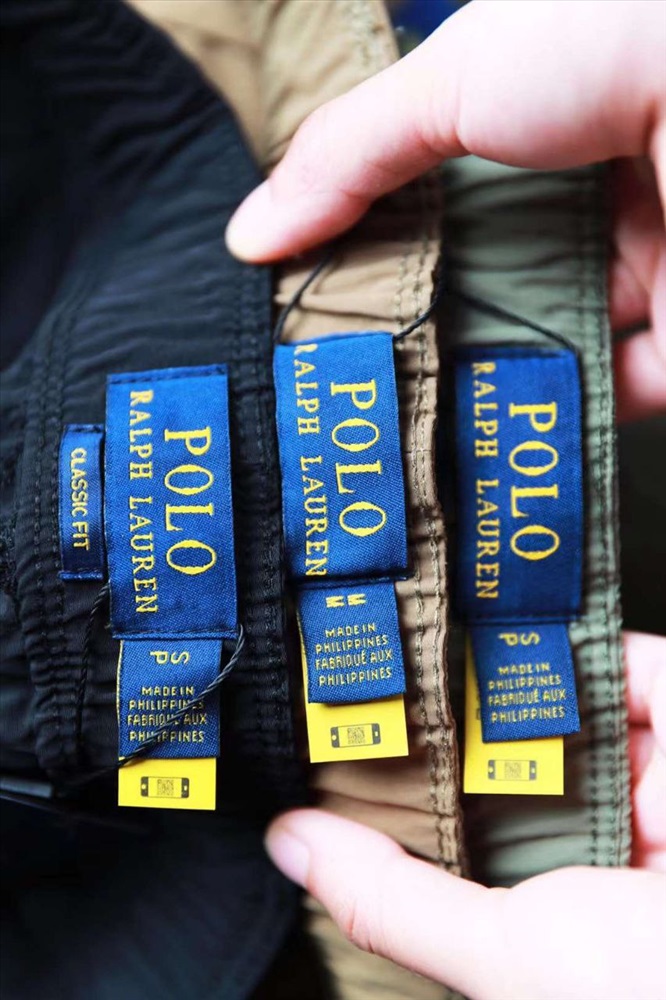 CLASSIC FIT
POLO
RALPH LAUREN
S
P
MADE IN
PHILIPPINES
FABRIQUÉ AUX
PHILIPPINES
POLO
RALPH LAUREN
M
M
MADE IN
PHILIPPINES
FABRIQUÉ AUX
PHILIPPINES
POLO
RALPH LAUREN
S
P
MADE IN
PHILIPPINES
FABRIQUÉ AUX
PHILIPPINES